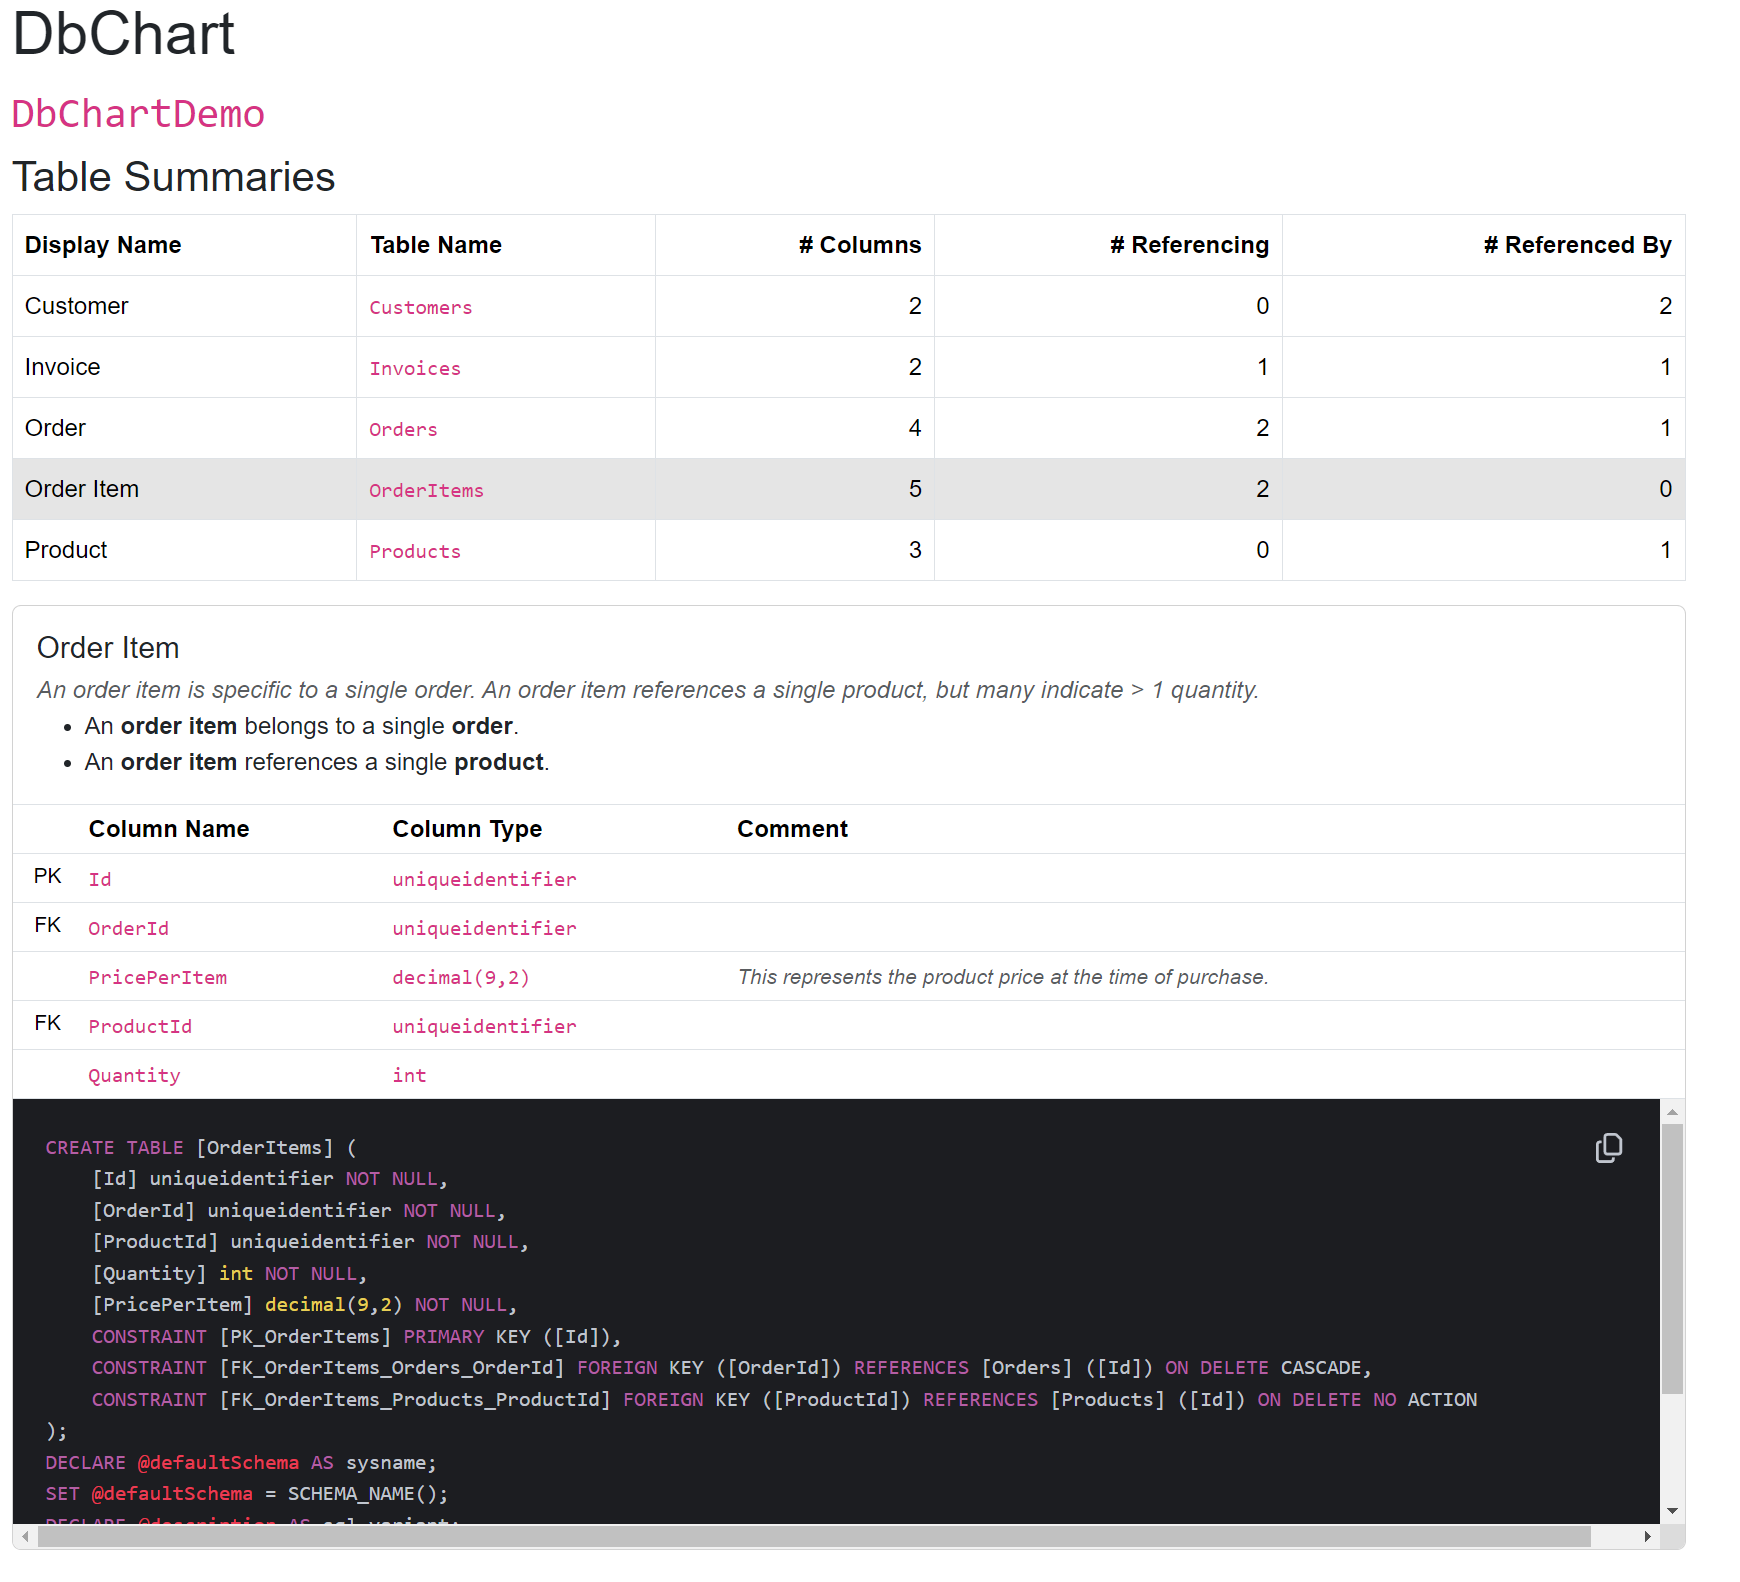 DbChart
DbChartDemo
Table Summaries
Display Name Table Name # Columns # Referencing # Referenced By
Customer Customers 2 0 2
Invoice Invoices 2 1 1
Order Orders 4 2 1
Order Item OrderItems 5 2 0
Product Products 3 0 1
Order Item
An order item is specific to a single order. An order item references a single product, but many indicate > 1 quantity.
• An order item belongs to a single order.
• An order item references a single product.
Column Name Column Type Comment
PK Id uniqueidentifier
FK OrderId uniqueidentifier
PricePerItem decimal(9,2) This represents the product price at the time of purchase.
FK ProductId uniqueidentifier
Quantity int
CREATE TABLE [OrderItems] (
    [Id] uniqueidentifier NOT NULL,
    [OrderId] uniqueidentifier NOT NULL,
    [ProductId] uniqueidentifier NOT NULL,
    [Quantity] int NOT NULL,
    [PricePerItem] decimal(9,2) NOT NULL,
    CONSTRAINT [PK_OrderItems] PRIMARY KEY ([Id]),
    CONSTRAINT [FK_OrderItems_Orders_OrderId] FOREIGN KEY ([OrderId]) REFERENCES [Orders] ([Id]) ON DELETE CASCADE,
    CONSTRAINT [FK_OrderItems_Products_ProductId] FOREIGN KEY ([ProductId]) REFERENCES [Products] ([Id]) ON DELETE NO ACTION
);
DECLARE @defaultSchema AS sysname;
SET @defaultSchema = SCHEMA_NAME();
DECLARE @description AS sql_variant;